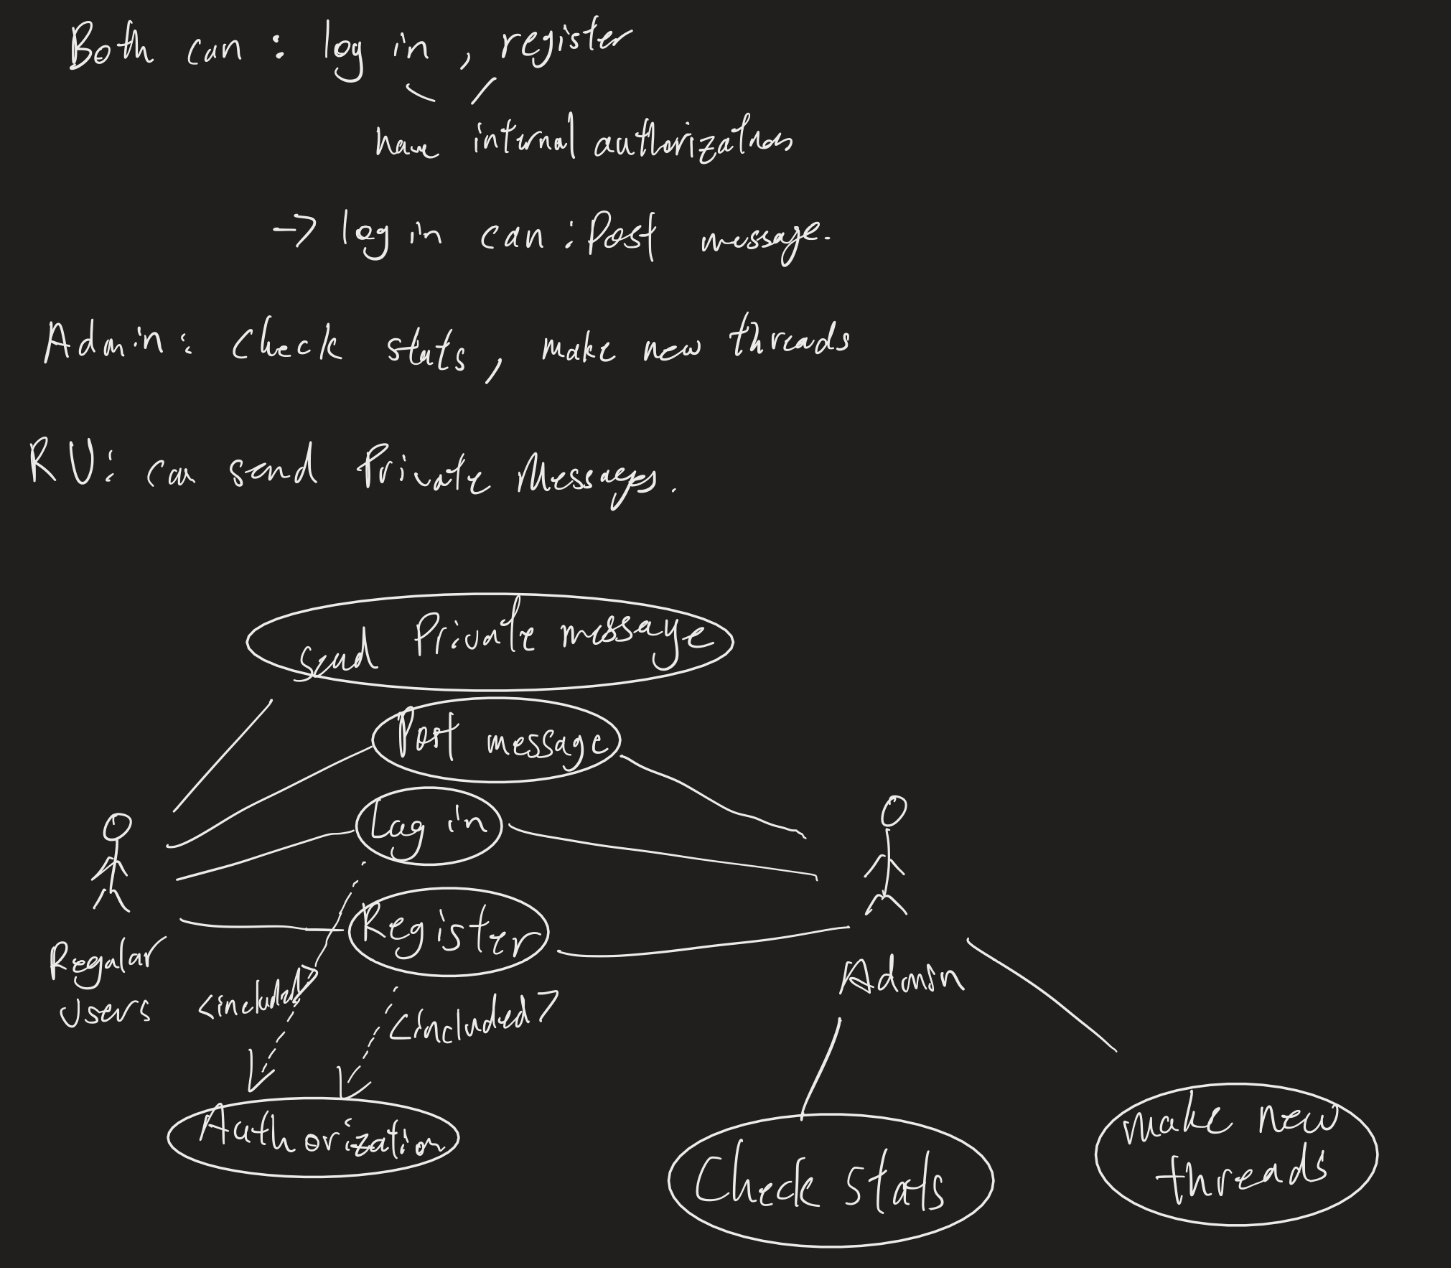 Both can : log in , register
have internal authorizations
-> log in can : Post message.
Admin : Check stats , make new threads
RU : can send Private Messages.
send Private message
Post message
Log in
Register
Regular
users
Admin
<included>
<included>
Authorization
Check stats
make new
threads